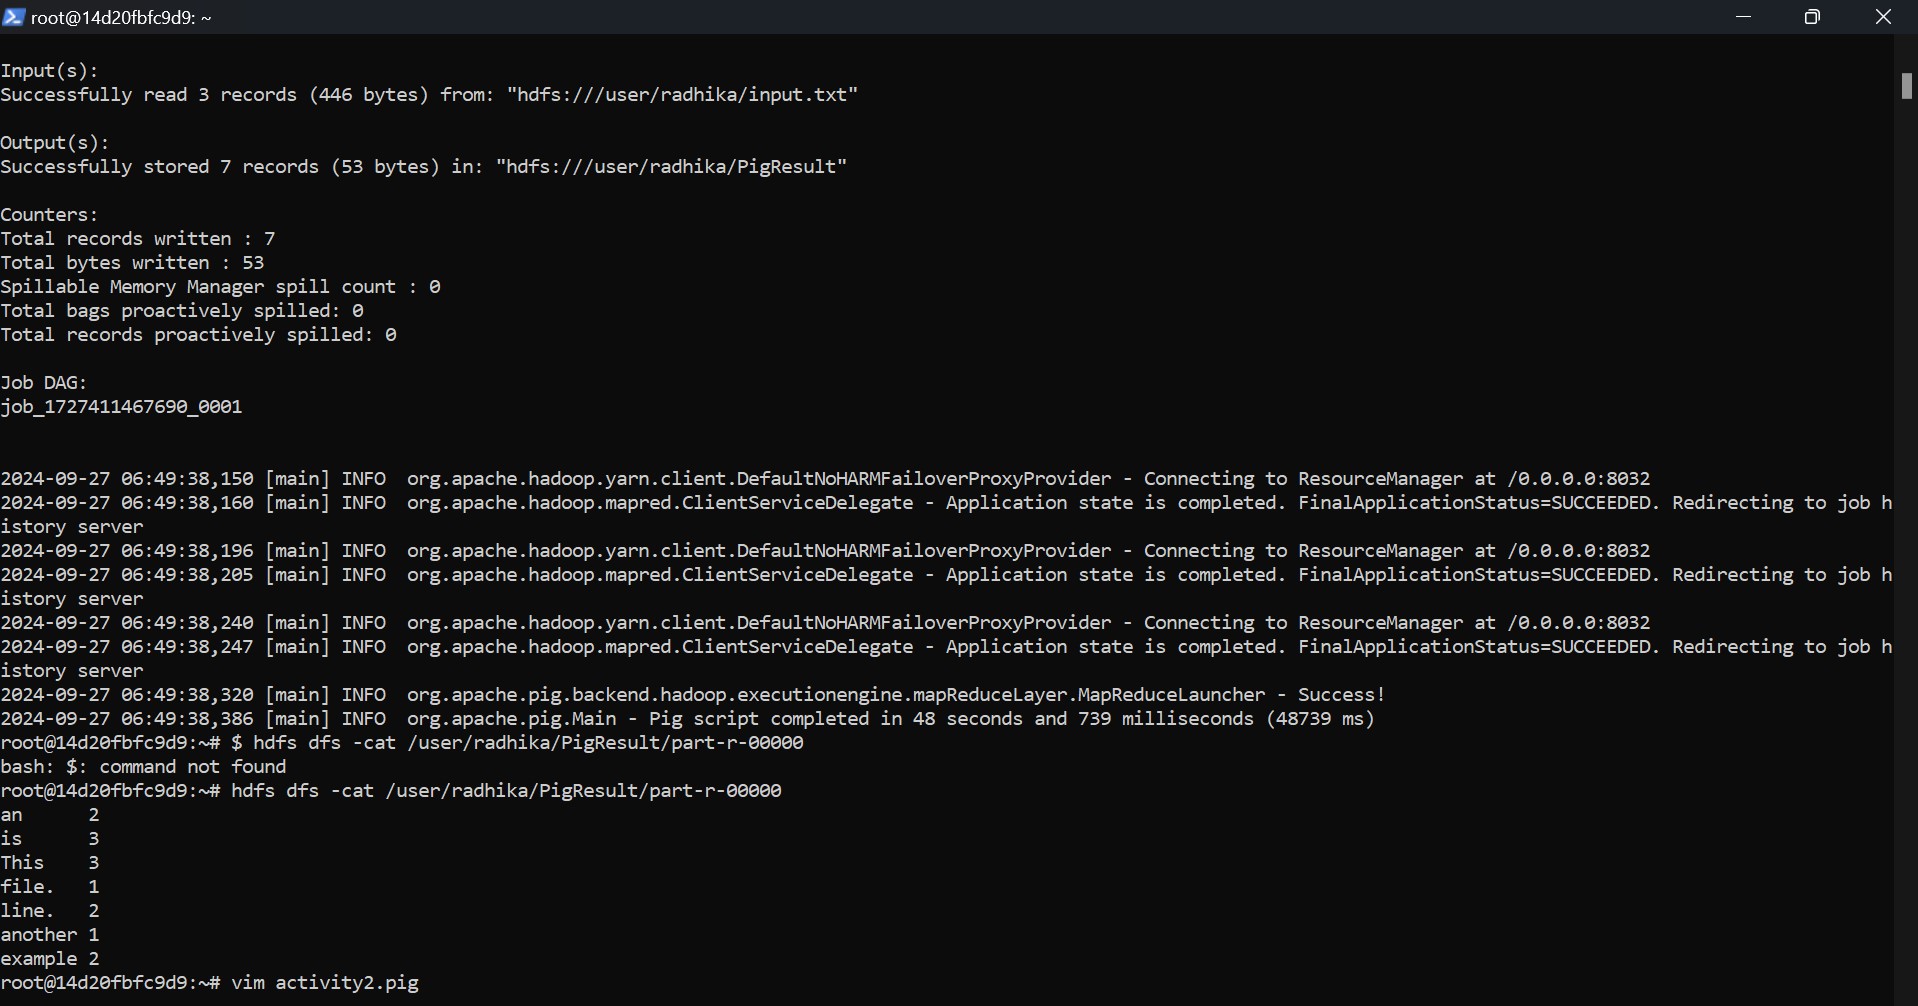 root@14d20fbfc9d9: ~
Input(s):
Successfully read 3 records (446 bytes) from: "hdfs:///user/radhika/input.txt"
Output(s):
Successfully stored 7 records (53 bytes) in: "hdfs:///user/radhika/PigResult"
Counters:
Total records written : 7
Total bytes written : 53
Spillable Memory Manager spill count : 0
Total bags proactively spilled: 0
Total records proactively spilled: 0
Job DAG:
job_1727411467690_0001
2024-09-27 06:49:38,150 [main] INFO  org.apache.hadoop.yarn.client.DefaultNoHARMFailoverProxyProvider - Connecting to ResourceManager at /0.0.0.0:8032
2024-09-27 06:49:38,160 [main] INFO  org.apache.hadoop.mapred.ClientServiceDelegate - Application state is completed. FinalApplicationStatus=SUCCEEDED. Redirecting to job h
istory server
2024-09-27 06:49:38,196 [main] INFO  org.apache.hadoop.yarn.client.DefaultNoHARMFailoverProxyProvider - Connecting to ResourceManager at /0.0.0.0:8032
2024-09-27 06:49:38,205 [main] INFO  org.apache.hadoop.mapred.ClientServiceDelegate - Application state is completed. FinalApplicationStatus=SUCCEEDED. Redirecting to job h
istory server
2024-09-27 06:49:38,240 [main] INFO  org.apache.hadoop.yarn.client.DefaultNoHARMFailoverProxyProvider - Connecting to ResourceManager at /0.0.0.0:8032
2024-09-27 06:49:38,247 [main] INFO  org.apache.hadoop.mapred.ClientServiceDelegate - Application state is completed. FinalApplicationStatus=SUCCEEDED. Redirecting to job h
istory server
2024-09-27 06:49:38,320 [main] INFO  org.apache.pig.backend.hadoop.executionengine.mapReduceLayer.MapReduceLauncher - Success!
2024-09-27 06:49:38,386 [main] INFO  org.apache.pig.Main - Pig script completed in 48 seconds and 739 milliseconds (48739 ms)
root@14d20fbfc9d9:~# $ hdfs dfs -cat /user/radhika/PigResult/part-r-00000
bash: $: command not found
root@14d20fbfc9d9:~# hdfs dfs -cat /user/radhika/PigResult/part-r-00000
an      2
is      3
This    3
file.   1
line.   2
another 1
example 2
root@14d20fbfc9d9:~# vim activity2.pig